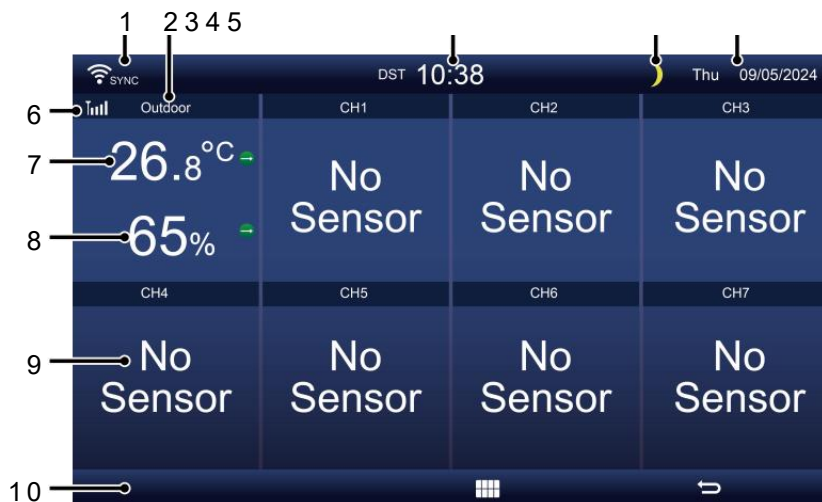 1 2 3 4 5
SYNC DST 10:38 Thu 09/05/2024
6 Outdoor CH1 CH2 CH3
7 26.8°C
No No No
Sensor Sensor Sensor
8 65%
CH4 CH5 CH6 CH7
9 No No No No
Sensor Sensor Sensor Sensor
10